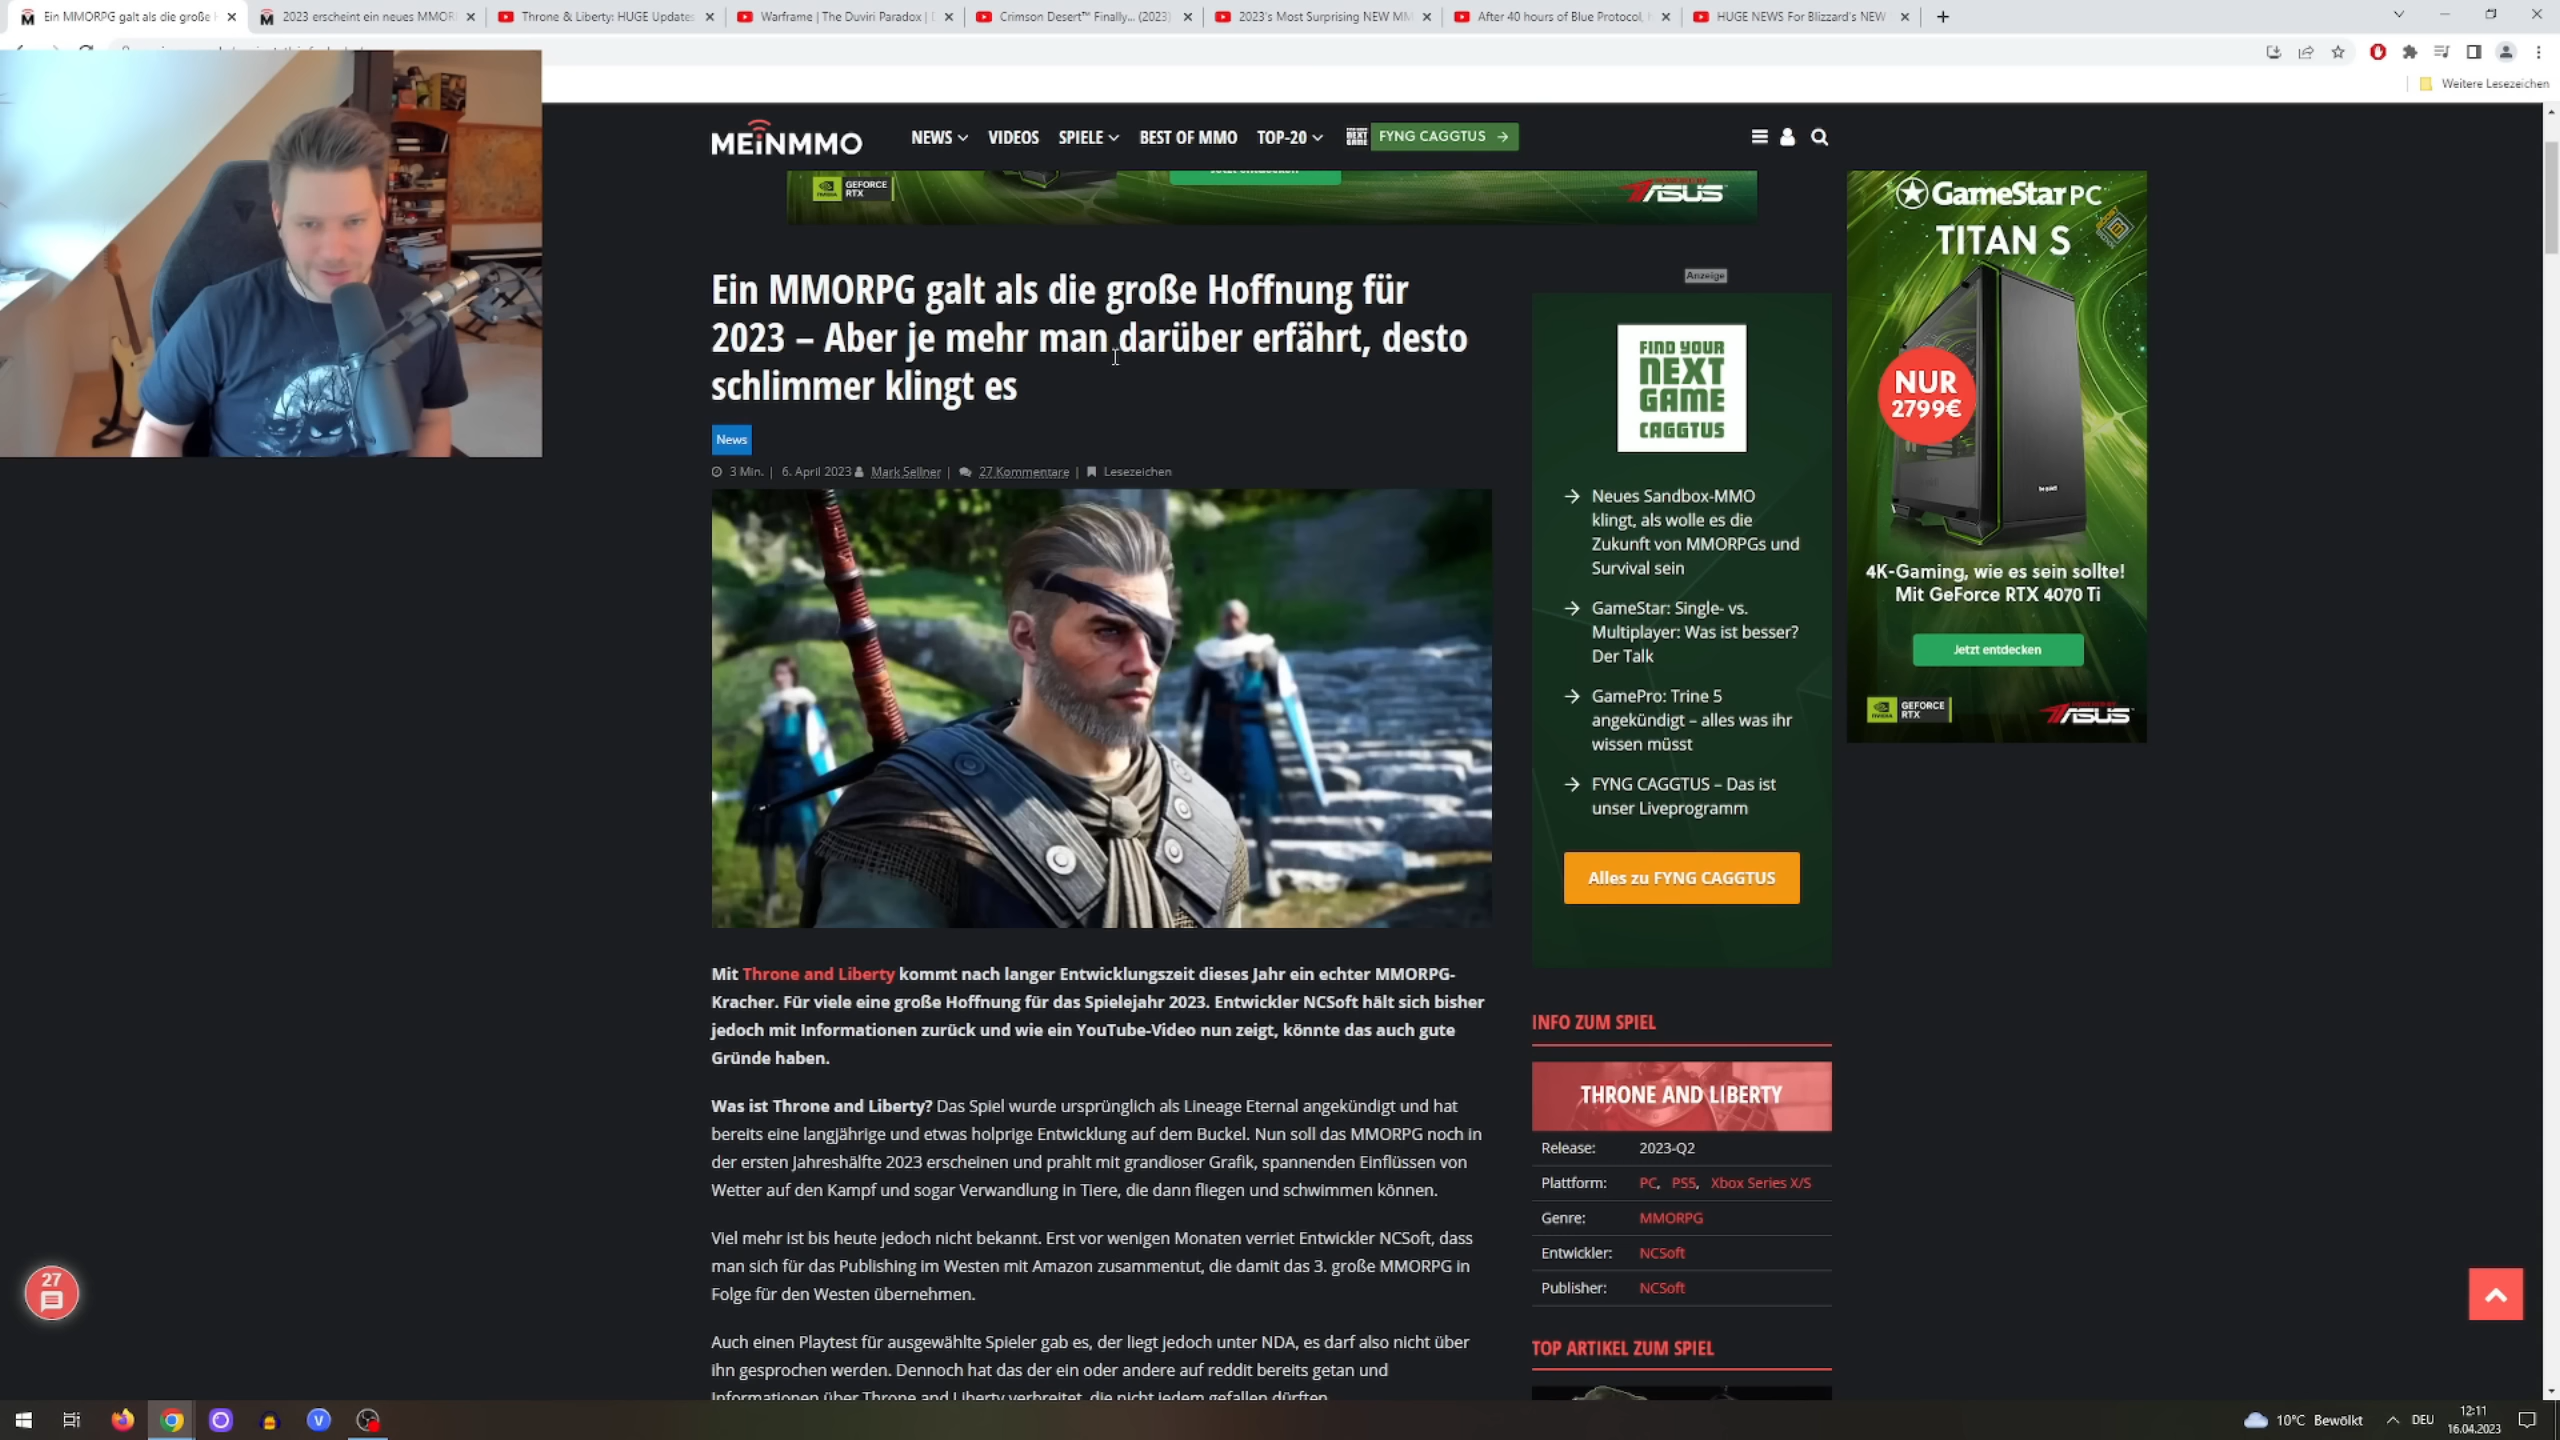 Ein MMORPG galt als die große H
2023 erscheint ein neues MMOR
Throne & Liberty: HUGE Updates
Warframe | The Duviri Paradox |
Crimson Desert™ Finally... (2023)
2023's Most Surprising NEW MM
After 40 hours of Blue Protocol,
HUGE NEWS For Blizzard's NEW
Weitere Lesezeichen
MEiNMMO
NEWS
VIDEOS
SPIELE
BEST OF MMO
TOP-20
NEXT
GAME
FYNG CAGGTUS →
GEFORCE
RTX
ASUS
Ein MMORPG galt als die große Hoffnung für
2023 – Aber je mehr man darüber erfährt, desto
schlimmer klingt es
News
3 Min. | 6. April 2023 Mark Sellner | 27 Kommentare | Lesezeichen
Mit Throne and Liberty kommt nach langer Entwicklungszeit dieses Jahr ein echter MMORPG-
Kracher. Für viele eine große Hoffnung für das Spielejahr 2023. Entwickler NCSoft hält sich bisher
jedoch mit Informationen zurück und wie ein YouTube-Video nun zeigt, könnte das auch gute
Gründe haben.
Was ist Throne and Liberty? Das Spiel wurde ursprünglich als Lineage Eternal angekündigt und hat
bereits eine langjährige und etwas holprige Entwicklung auf dem Buckel. Nun soll das MMORPG noch in
der ersten Jahreshälfte 2023 erscheinen und prahlt mit grandioser Grafik, spannenden Einflüssen von
Wetter auf den Kampf und sogar Verwandlung in Tiere, die dann fliegen und schwimmen können.
Viel mehr ist bis heute jedoch nicht bekannt. Erst vor wenigen Monaten verriet Entwickler NCSoft, dass
man sich für das Publishing im Westen mit Amazon zusammentut, die damit das 3. große MMORPG in
Folge für den Westen übernehmen.
Auch einen Playtest für ausgewählte Spieler gab es, der liegt jedoch unter NDA, es darf also nicht über
ihn gesprochen werden. Dennoch hat das der ein oder andere auf reddit bereits getan und
Informationen über Throne and Liberty verbreitet, die nicht jedem gefallen dürften.
Anzeige
FIND YOUR
NEXT
GAME
CAGGTUS
→ Neues Sandbox-MMO
klingt, als wolle es die
Zukunft von MMORPGs und
Survival sein
→ GameStar: Single- vs.
Multiplayer: Was ist besser?
Der Talk
→ GamePro: Trine 5
angekündigt – alles was ihr
wissen müsst
→ FYNG CAGGTUS – Das ist
unser Liveprogramm
Alles zu FYNG CAGGTUS
INFO ZUM SPIEL
THRONE AND LIBERTY
Release: 2023-Q2
Plattform: PC, PS5, Xbox Series X/S
Genre: MMORPG
Entwickler: NCSoft
Publisher: NCSoft
TOP ARTIKEL ZUM SPIEL
GameStar PC
TITAN S
NUR
2799€
4K-Gaming, wie es sein sollte!
Mit GeForce RTX 4070 Ti
Jetzt entdecken
GEFORCE
RTX
ASUS
27
10°C Bewölkt
DEU
12:11
16.04.2023